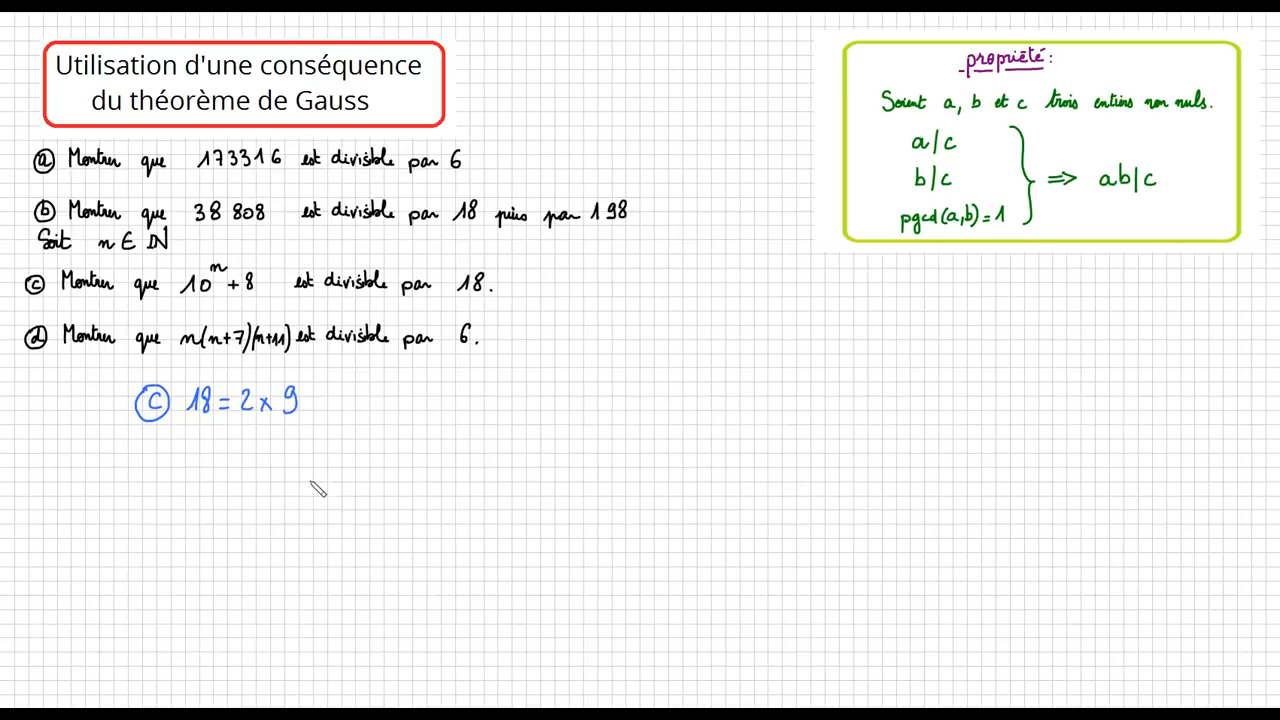 Utilisation d'une conséquence
du théorème de Gauss
propriété :
Soient a, b et c trois entiers non nuls.
a|c
b|c
pgcd(a,b)=1
⟹ ab|c
ⓐ Montrer que 173316 est divisible par 6
ⓑ Montrer que 38 808 est divisible par 18 puis par 198
Soit n ∈ ℕ
ⓒ Montrer que 10ⁿ + 8 est divisible par 18.
ⓓ Montrer que n(n+7)(n+11) est divisible par 6.
ⓒ 18 = 2 × 9